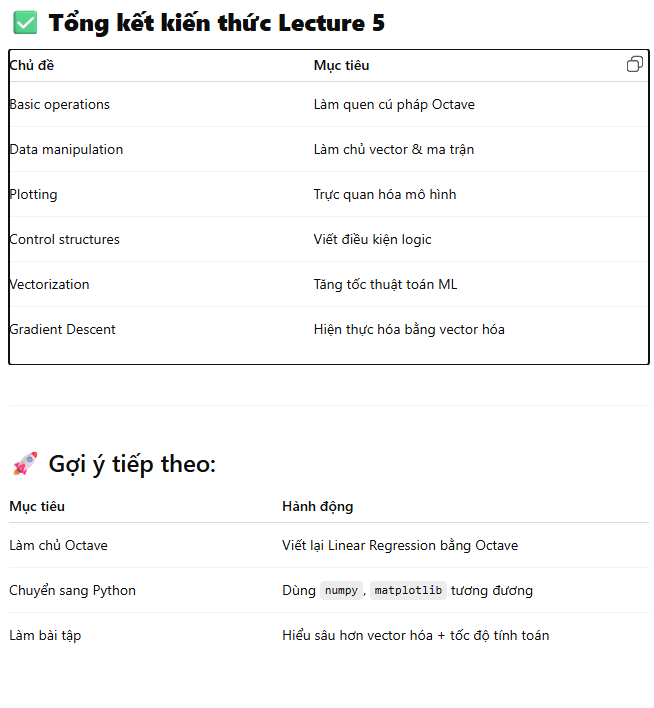 ✅ Tổng kết kiến thức Lecture 5
Chủ đề Mục tiêu
Basic operations Làm quen cú pháp Octave
Data manipulation Làm chủ vector & ma trận
Plotting Trực quan hóa mô hình
Control structures Viết điều kiện logic
Vectorization Tăng tốc thuật toán ML
Gradient Descent Hiện thực hóa bằng vector hóa
🚀 Gợi ý tiếp theo:
Mục tiêu Hành động
Làm chủ Octave Viết lại Linear Regression bằng Octave
Chuyển sang Python Dùng numpy, matplotlib tương đương
Làm bài tập Hiểu sâu hơn vector hóa + tốc độ tính toán